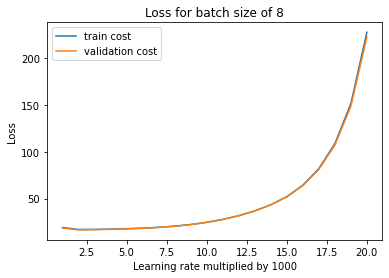 Loss for batch size of 8
train cost
validation cost
Loss
200
150
100
50
2.5 5.0 7.5 10.0 12.5 15.0 17.5 20.0
Learning rate multiplied by 1000